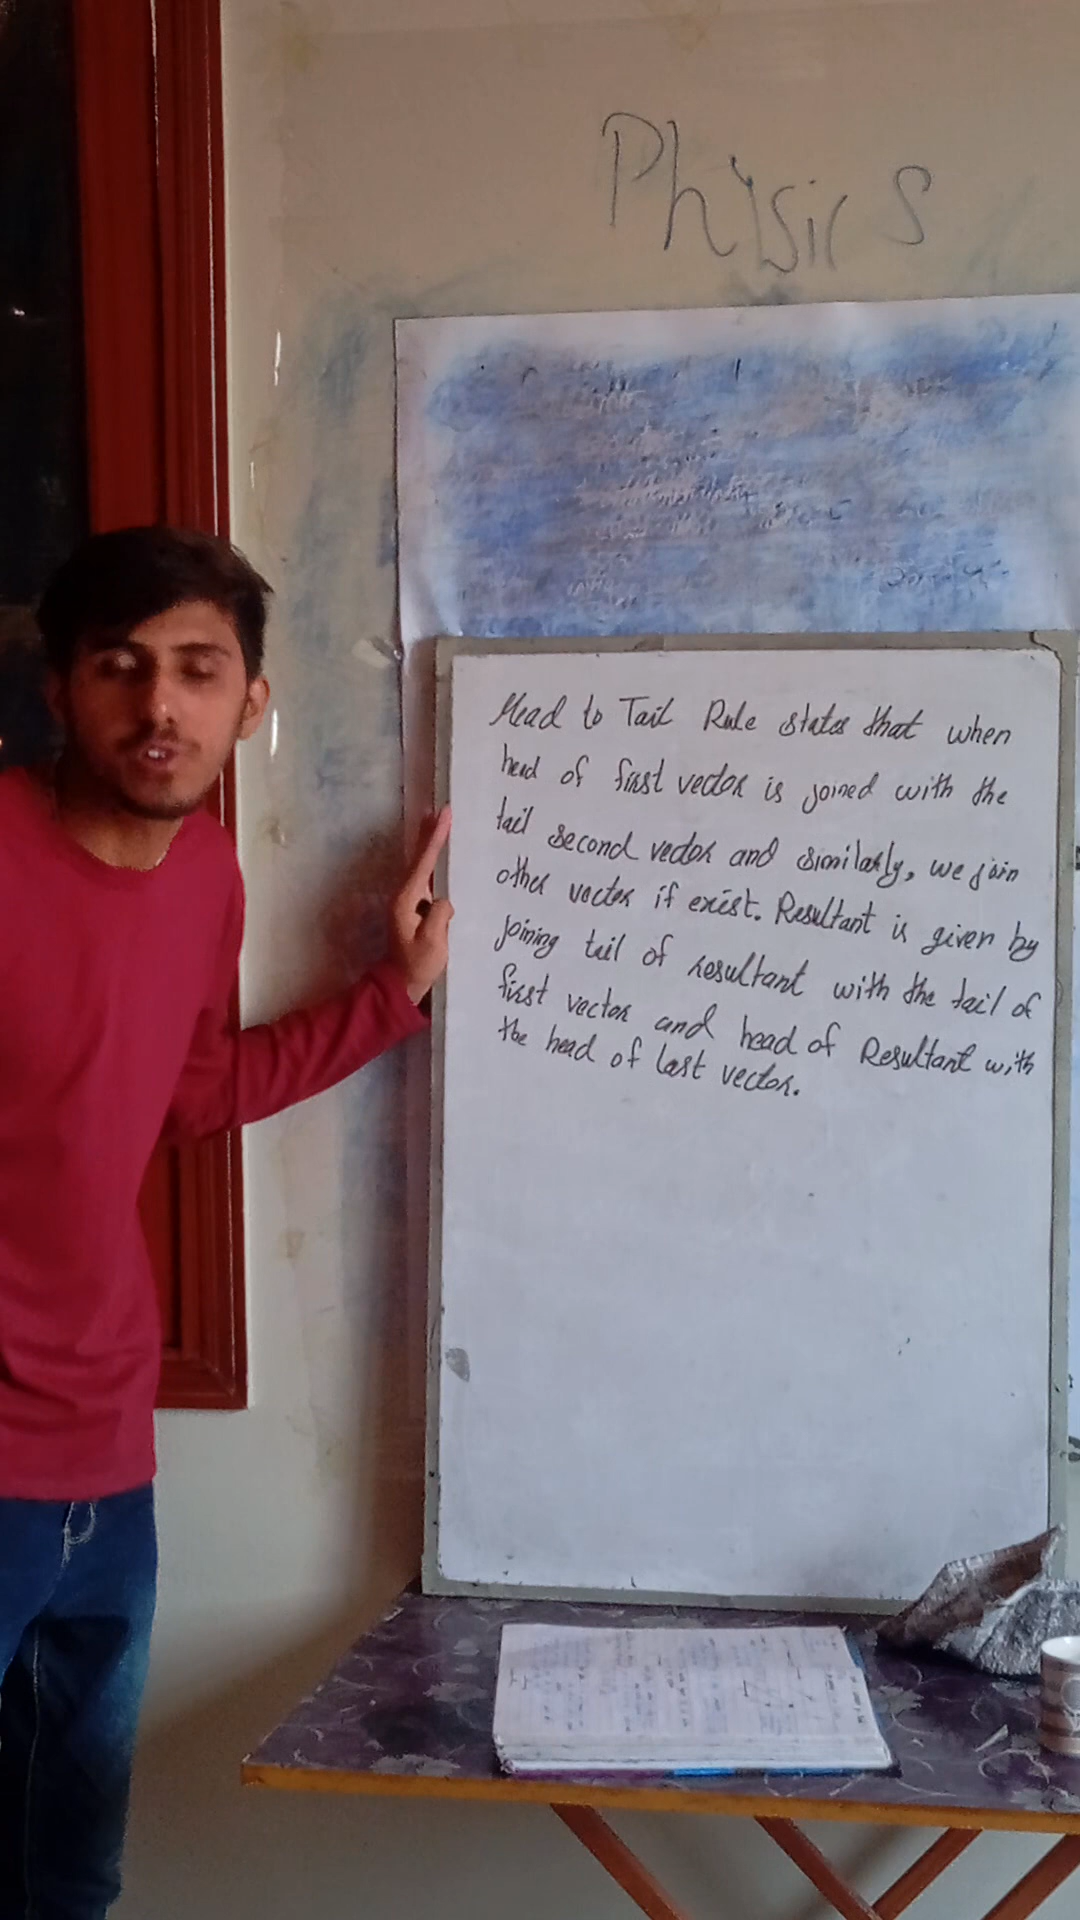 Physics
Head to Tail Rule states that when
head of first vector is joined with the
tail second vector and similarly, we join
other vector if exist. Resultant is given by
joining tail of resultant with the tail of
first vector and head of Resultant with
the head of last vector.